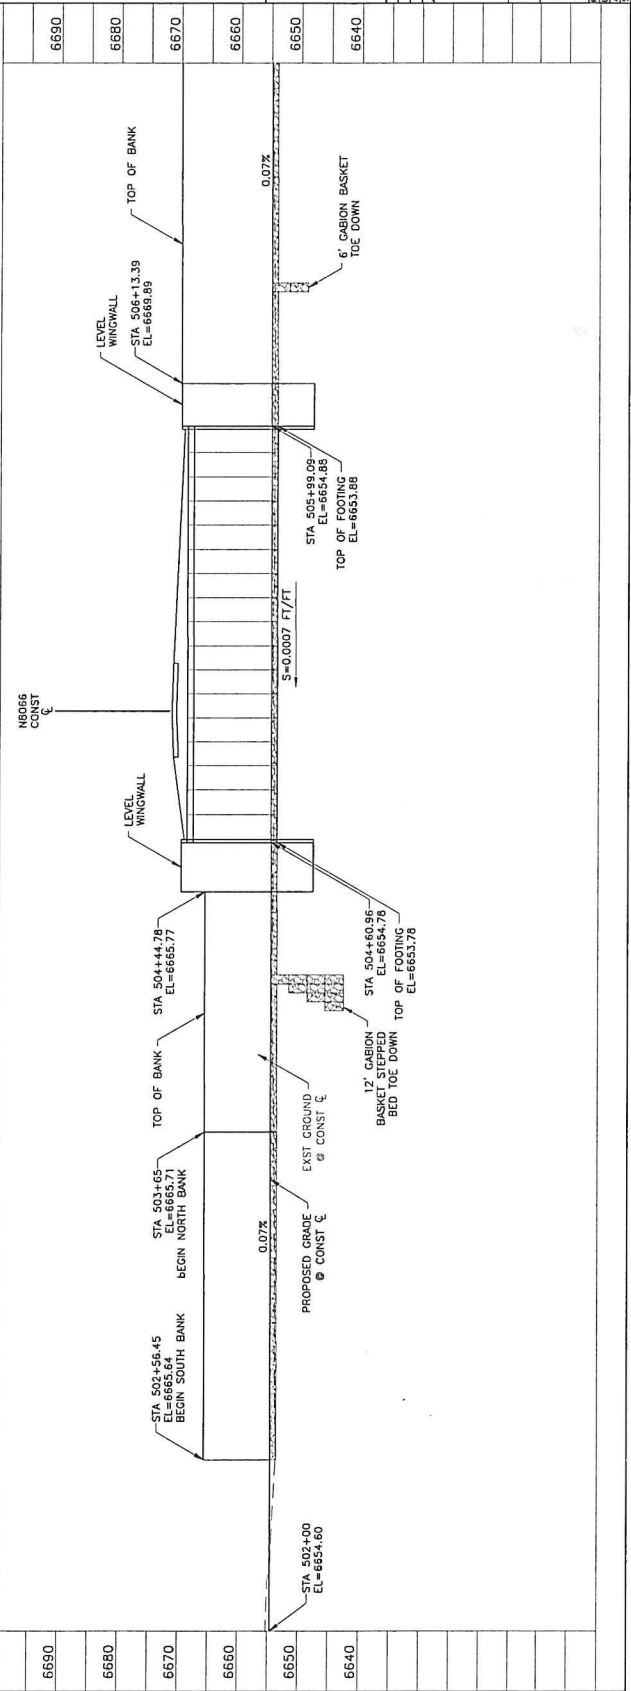 6690
6680
6670
6660
6650
6640
STA 502+56.45
EL=6665.64
BEGIN SOUTH BANK
STA 503+65
EL=6665.71
bEGIN NORTH BANK
TOP OF BANK
STA 504+44.78
EL=6665.77
LEVEL
WINGWALL
N8066
CONST
℄
LEVEL
WINGWALL
STA 506+13.39
EL=6669.89
TOP OF BANK
0.07%
0.07%
STA 502+00
EL=6654.60
PROPOSED GRADE
@ CONST ℄
EXST GROUND
@ CONST ℄
12' GABION
BASKET STEPPED
BED TOE DOWN
STA 504+60.96
EL=6654.78
TOP OF FOOTING
EL=6653.78
S=0.0007 FT/FT
STA 505+99.09
EL=6654.88
TOP OF FOOTING
EL=6653.88
6' GABION BASKET
TOE DOWN
6690
6680
6670
6660
6650
6640